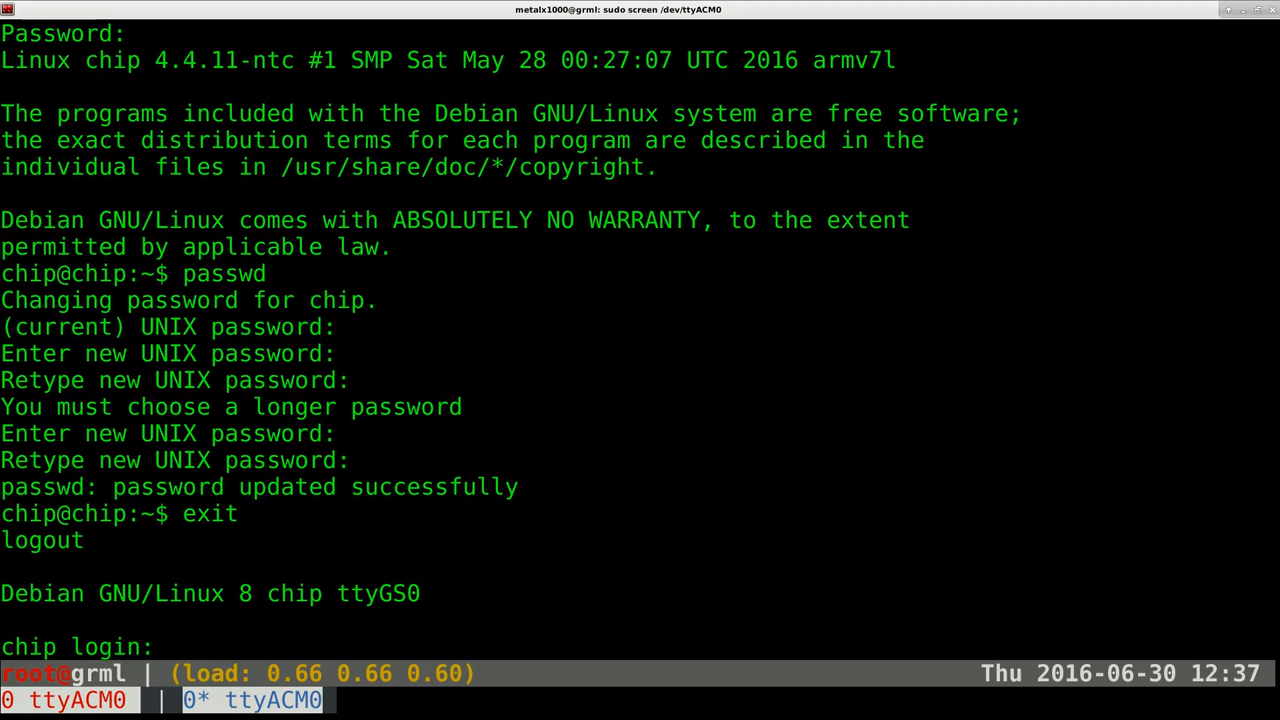 metalx1000@grml: sudo screen /dev/ttyACM0
Password:
Linux chip 4.4.11-ntc #1 SMP Sat May 28 00:27:07 UTC 2016 armv7l
The programs included with the Debian GNU/Linux system are free software;
the exact distribution terms for each program are described in the
individual files in /usr/share/doc/*/copyright.
Debian GNU/Linux comes with ABSOLUTELY NO WARRANTY, to the extent
permitted by applicable law.
chip@chip:~$ passwd
Changing password for chip.
(current) UNIX password:
Enter new UNIX password:
Retype new UNIX password:
You must choose a longer password
Enter new UNIX password:
Retype new UNIX password:
passwd: password updated successfully
chip@chip:~$ exit
logout
Debian GNU/Linux 8 chip ttyGS0
chip login:
root@grml | (load: 0.66 0.66 0.60) Thu 2016-06-30 12:37
0 ttyACM0 | 0* ttyACM0